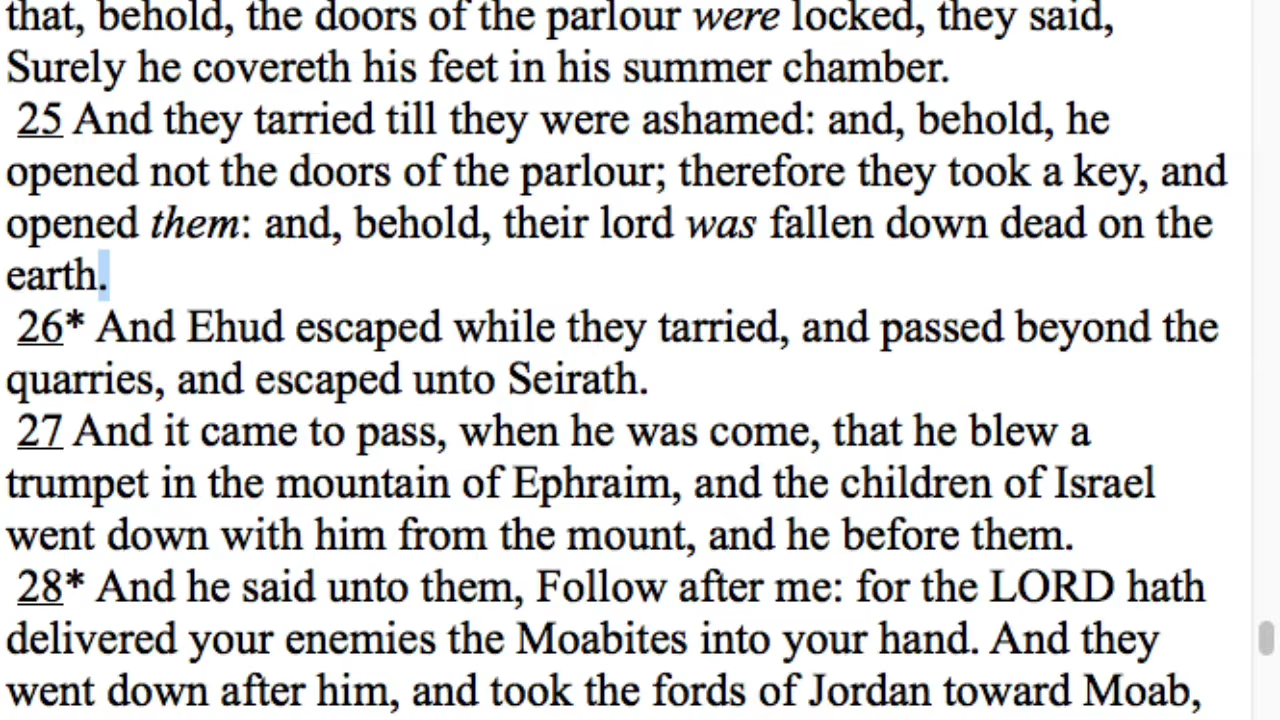 that, behold, the doors of the parlour were locked, they said,
Surely he covereth his feet in his summer chamber.
25 And they tarried till they were ashamed: and, behold, he
opened not the doors of the parlour; therefore they took a key, and
opened them: and, behold, their lord was fallen down dead on the
earth.
26* And Ehud escaped while they tarried, and passed beyond the
quarries, and escaped unto Seirath.
27 And it came to pass, when he was come, that he blew a
trumpet in the mountain of Ephraim, and the children of Israel
went down with him from the mount, and he before them.
28* And he said unto them, Follow after me: for the LORD hath
delivered your enemies the Moabites into your hand. And they
went down after him, and took the fords of Jordan toward Moab,